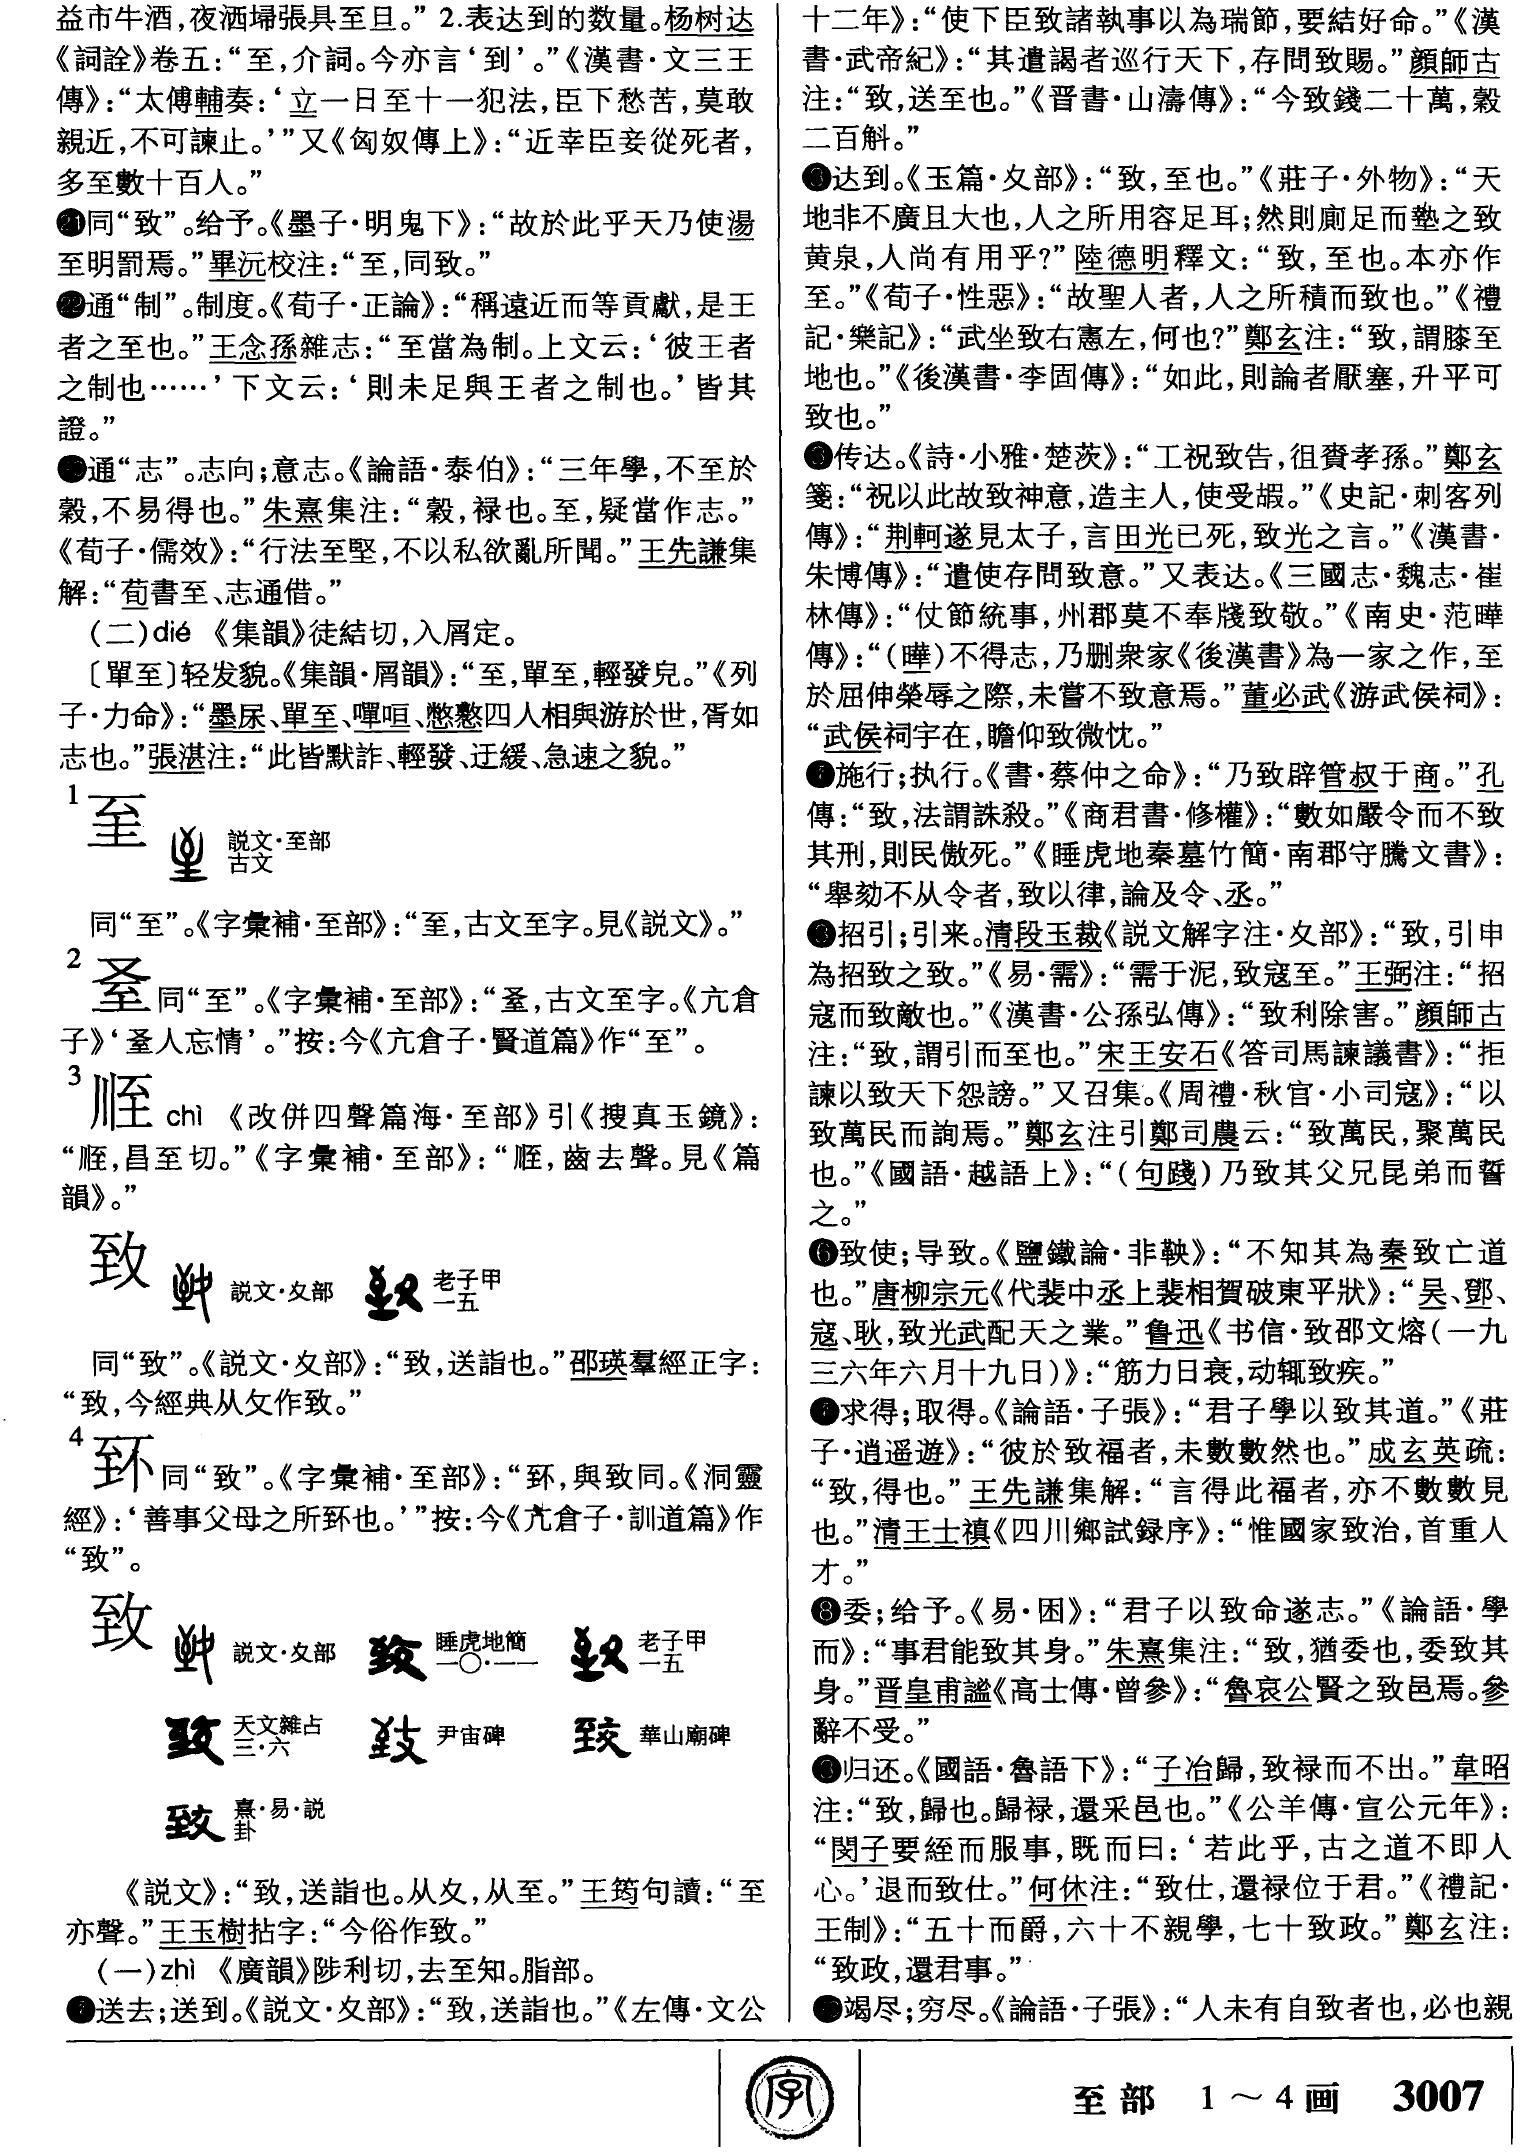 益市牛酒，夜洒埽張具至旦。”2.表达到的数量。杨树达
《詞詮》卷五：“至，介詞。今亦言‘到’。”《漢書·文三王
傳》：“太傅輔奏：‘立一日至十一犯法，臣下愁苦，莫敢
親近，不可諫止。’”又《匈奴傳上》：“近幸臣妾從死者，
多至數十百人。”
㉑同“致”。给予。《墨子·明鬼下》：“故於此乎天乃使湯
至明罰焉。”畢沅校注：“至，同致。”
㉒通“制”。制度。《荀子·正論》：“稱遠近而等貢獻，是王
者之至也。”王念孫雜志：“至當為制。上文云：‘彼王者
之制也……’下文云：‘則未足與王者之制也。’皆其
證。”
通“志”。志向；意志。《論語·泰伯》：“三年學，不至於
穀，不易得也。”朱熹集注：“穀，禄也。至，疑當作志。”
《荀子·儒效》：“行法至堅，不以私欲亂所聞。”王先謙集
解：“荀書至、志通借。”
（二）dié 《集韻》徒結切，入屑定。
〔單至〕轻发貌。《集韻·屑韻》：“至，單至，輕發皃。”《列
子·力命》：“墨尿、單至、嘽咺、憋懯四人相與游於世，胥如
志也。”張湛注：“此皆默詐、輕發、迂緩、急速之貌。”
1
説文·至部
古文
同“至”。《字彙補·至部》：“，古文至字。見《説文》。”
2
同“至”。《字彙補·至部》：“，古文至字。《亢倉
子》‘人忘情’。”按：今《亢倉子·賢道篇》作“至”。
3
chì 《改併四聲篇海·至部》引《搜真玉鏡》：
“，昌至切。”《字彙補·至部》：“，齒去聲。見《篇
韻》。”
致 説文·夊部 老子甲一五
同“致”。《説文·夊部》：“致，送詣也。”邵瑛羣經正字：
“致，今經典从攵作致。”
4
同“致”。《字彙補·至部》：“，與致同。《洞靈
經》：‘善事父母之所也。’”按：今《亢倉子·訓道篇》作
“致”。
致 説文·夊部 睡虎地簡一〇·一一 老子甲一五
天文雜占三·六 尹宙碑 華山廟碑
熹·易·説卦
《説文》：“致，送詣也。从夊，从至。”王筠句讀：“至
亦聲。”王玉樹拈字：“今俗作致。”
（一）zhì 《廣韻》陟利切，去至知。脂部。
送去；送到。《説文·夊部》：“致，送詣也。”《左傳·文公
十二年》：“使下臣致諸執事以為瑞節，要結好命。”《漢
書·武帝紀》：“其遣謁者巡行天下，存問致賜。”顔師古
注：“致，送至也。”《晋書·山濤傳》：“今致錢二十萬，穀
二百斛。”
达到。《玉篇·夊部》：“致，至也。”《莊子·外物》：“天
地非不廣且大也，人之所用容足耳；然則廁足而墊之致
黄泉，人尚有用乎？”陸德明釋文：“致，至也。本亦作
至。”《荀子·性惡》：“故聖人者，人之所積而致也。”《禮
記·樂記》：“武坐致右憲左，何也？”鄭玄注：“致，謂膝至
地也。”《後漢書·李固傳》：“如此，則論者厭塞，升平可
致也。”
传达。《詩·小雅·楚茨》：“工祝致告，徂賚孝孫。”鄭玄
箋：“祝以此故致神意，造主人，使受嘏。”《史記·刺客列
傳》：“荆軻遂見太子，言田光已死，致光之言。”《漢書·
朱博傳》：“遣使存問致意。”又表达。《三國志·魏志·崔
林傳》：“仗節統事，州郡莫不奉牋致敬。”《南史·范曄
傳》：“（曄）不得志，乃删衆家《後漢書》為一家之作，至
於屈伸榮辱之際，未嘗不致意焉。”董必武《游武侯祠》：
“武侯祠宇在，瞻仰致微忱。”
施行；执行。《書·蔡仲之命》：“乃致辟管叔于商。”孔
傳：“致，法謂誅殺。”《商君書·修權》：“數如嚴令而不致
其刑，則民傲死。”《睡虎地秦墓竹簡·南郡守騰文書》：
“舉劾不从令者，致以律，論及令、丞。”
招引；引来。清段玉裁《説文解字注·夊部》：“致，引申
為招致之致。”《易·需》：“需于泥，致寇至。”王弼注：“招
寇而致敵也。”《漢書·公孫弘傳》：“致利除害。”顔師古
注：“致，謂引而至也。”宋王安石《答司馬諫議書》：“拒
諫以致天下怨謗。”又召集。《周禮·秋官·小司寇》：“以
致萬民而詢焉。”鄭玄注引鄭司農云：“致萬民，聚萬民
也。”《國語·越語上》：“（句踐）乃致其父兄昆弟而誓
之。”
❻致使；导致。《鹽鐵論·非鞅》：“不知其為秦致亡道
也。”唐柳宗元《代裴中丞上裴相賀破東平狀》：“吴、鄧、
寇、耿，致光武配天之業。”鲁迅《书信·致邵文熔（一九
三六年六月十九日）》：“筋力日衰，动辄致疾。”
❼求得；取得。《論語·子張》：“君子學以致其道。”《莊
子·逍遥遊》：“彼於致福者，未數數然也。”成玄英疏：
“致，得也。”王先謙集解：“言得此福者，亦不數數見
也。”清王士禛《四川鄉試録序》：“惟國家致治，首重人
才。”
❽委；给予。《易·困》：“君子以致命遂志。”《論語·學
而》：“事君能致其身。”朱熹集注：“致，猶委也，委致其
身。”晋皇甫謐《高士傳·曾參》：“魯哀公賢之致邑焉。參
辭不受。”
归还。《國語·魯語下》：“子冶歸，致禄而不出。”韋昭
注：“致，歸也。歸禄，還采邑也。”《公羊傳·宣公元年》：
“閔子要絰而服事，既而曰：‘若此乎，古之道不即人
心。’退而致仕。”何休注：“致仕，還禄位于君。”《禮記·
王制》：“五十而爵，六十不親學，七十致政。”鄭玄注：
“致政，還君事。”
竭尽；穷尽。《論語·子張》：“人未有自致者也，必也親
字
至部 1～4画 3007